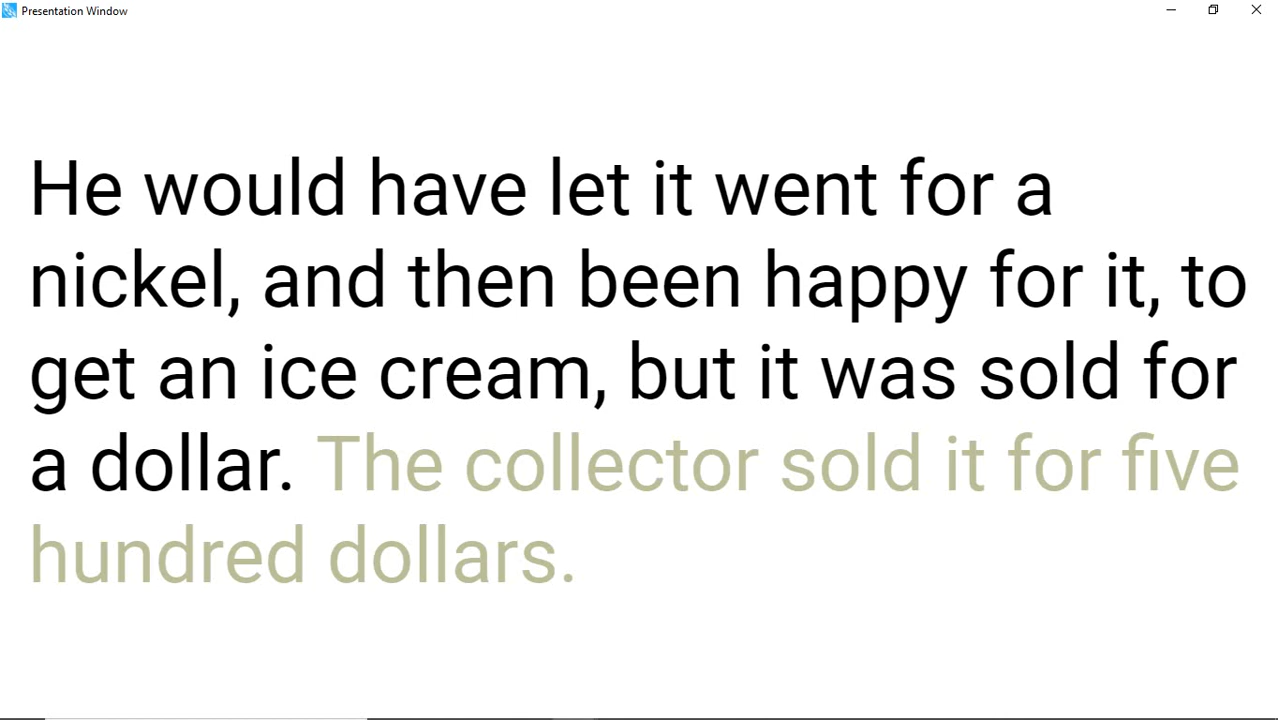 Presentation Window
He would have let it went for a
nickel, and then been happy for it, to
get an ice cream, but it was sold for
a dollar. The collector sold it for five
hundred dollars.